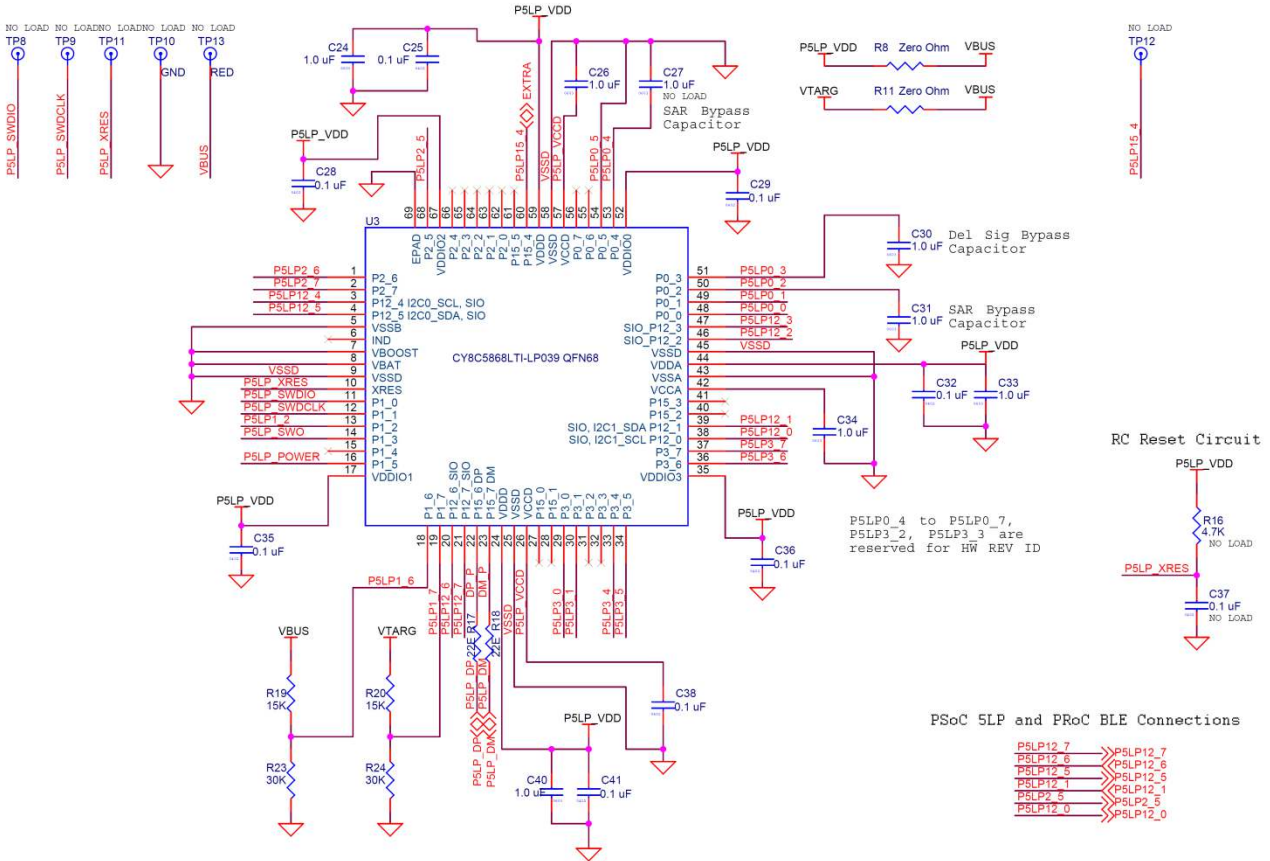 NO LOAD
TP8
P5LP_SWDIO
NO LOAD
TP9
P5LP_SWDCLK
NO LOAD
TP11
P5LP_XRES
NO LOAD
TP10
GND
NO LOAD
TP13
RED
VBUS
P5LP_VDD
C24
1.0 uF
C25
0.1 uF
EXTRA
P5LP15_4
VSSD
P5LP_VCCD
C26
1.0 uF
C27
1.0 uF
NO LOAD
SAR Bypass
Capacitor
P5LP0_5
P5LP0_4
P5LP_VDD
R8 Zero Ohm
VBUS
VTARG
R11 Zero Ohm
VBUS
NO LOAD
TP12
P5LP15_4
P5LP_VDD
C28
0.1 uF
P5LP2_5
P5LP_VDD
C29
0.1 uF
U3
69
68
67
66
65
64
63
62
61
60
59
58
57
56
55
54
53
52
EPAD
P2_5
VDDIO2
P2_4
P2_3
P2_2
P2_1
P2_0
P15_5
P15_4
VDDD
VSSD
VCCD
P0_7
P0_6
P0_5
P0_4
VDDIO0
P5LP2_6 1 P2_6
P5LP2_7 2 P2_7
P5LP12_4 3 P12_4 I2C0_SCL, SIO
P5LP12_5 4 P12_5 I2C0_SDA, SIO
5 VSSB
6 IND
7 VBOOST
8 VBAT
VSSD 9 VSSD
P5LP_XRES 10 XRES
P5LP_SWDIO 11 P1_0
P5LP_SWDCLK 12 P1_1
P5LP1_2 13 P1_2
P5LP_SWO 14 P1_3
15 P1_4
P5LP_POWER 16 P1_5
17 VDDIO1
CY8C5868LTI-LP039 QFN68
P0_3 51 P5LP0_3
P0_2 50 P5LP0_2
P0_1 49 P5LP0_1
P0_0 48 P5LP0_0
SIO_P12_3 47 P5LP12_3
SIO_P12_2 46 P5LP12_2
VSSD 45 VSSD
VDDA 44
VSSA 43
VCCA 42
P15_3 41
P15_2 40
SIO, I2C1_SDA P12_1 39 P5LP12_1
SIO, I2C1_SCL P12_0 38 P5LP12_0
P3_7 37 P5LP3_7
P3_6 36 P5LP3_6
VDDIO3 35
C30
1.0 uF
Del Sig Bypass
Capacitor
C31
1.0 uF
SAR Bypass
Capacitor
P5LP_VDD
C32
0.1 uF
C33
1.0 uF
C34
1.0 uF
P1_6
P1_7
P12_6_SIO
P12_7_SIO
P15_6 DP
P15_7 DM
VDDD
VSSD
VCCD
P15_0
P15_1
P3_0
P3_1
P3_2
P3_3
P3_4
P3_5
18
19
20
21
22
23
24
25
26
27
28
29
30
31
32
33
34
P5LP_VDD
C35
0.1 uF
P5LP1_6
P5LP1_7
P5LP12_6
P5LP12_7
DP_P
DM_P
22E R17
22E R18
P5LP_DP
P5LP_DM
P5LP_DP
P5LP_DM
VSSD
P5LP_VCCD
P5LP3_0
P5LP3_1
P5LP3_4
P5LP3_5
P5LP_VDD
C36
0.1 uF
P5LP0_4 to P5LP0_7,
P5LP3_2, P5LP3_3 are
reserved for HW REV ID
RC Reset Circuit
P5LP_VDD
R16
4.7K
NO LOAD
P5LP_XRES
C37
0.1 uF
NO LOAD
VBUS
R19
15K
R23
30K
VTARG
R20
15K
R24
30K
C38
0.1 uF
P5LP_VDD
C40
1.0 uF
C41
0.1 uF
PSoC 5LP and PRoC BLE Connections
P5LP12_7 P5LP12_7
P5LP12_6 P5LP12_6
P5LP12_5 P5LP12_5
P5LP12_1 P5LP12_1
P5LP2_5 P5LP2_5
P5LP12_0 P5LP12_0